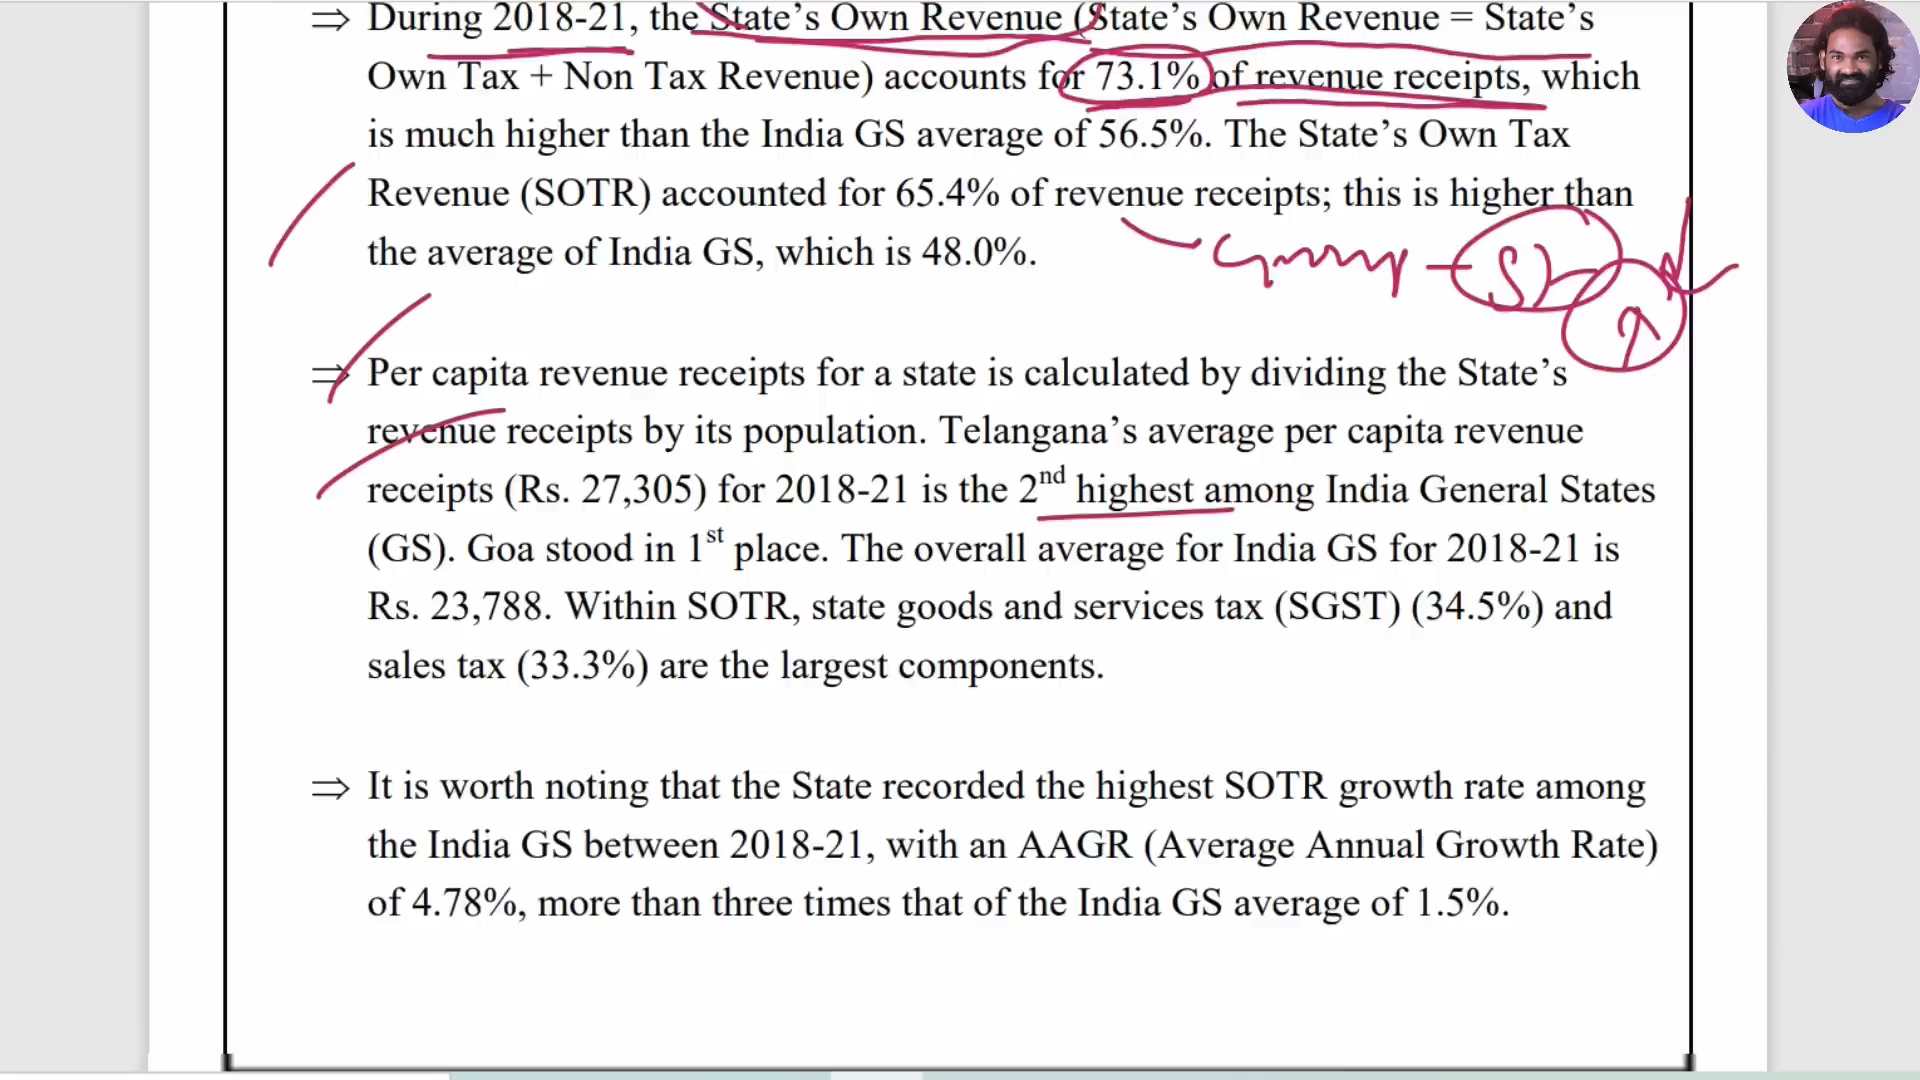 ⇒ During 2018-21, the State’s Own Revenue (State’s Own Revenue = State’s
Own Tax + Non Tax Revenue) accounts for 73.1% of revenue receipts, which
is much higher than the India GS average of 56.5%. The State’s Own Tax
Revenue (SOTR) accounted for 65.4% of revenue receipts; this is higher than
the average of India GS, which is 48.0%.
⇒ Per capita revenue receipts for a state is calculated by dividing the State’s
revenue receipts by its population. Telangana’s average per capita revenue
receipts (Rs. 27,305) for 2018-21 is the 2nd highest among India General States
(GS). Goa stood in 1st place. The overall average for India GS for 2018-21 is
Rs. 23,788. Within SOTR, state goods and services tax (SGST) (34.5%) and
sales tax (33.3%) are the largest components.
⇒ It is worth noting that the State recorded the highest SOTR growth rate among
the India GS between 2018-21, with an AAGR (Average Annual Growth Rate)
of 4.78%, more than three times that of the India GS average of 1.5%.